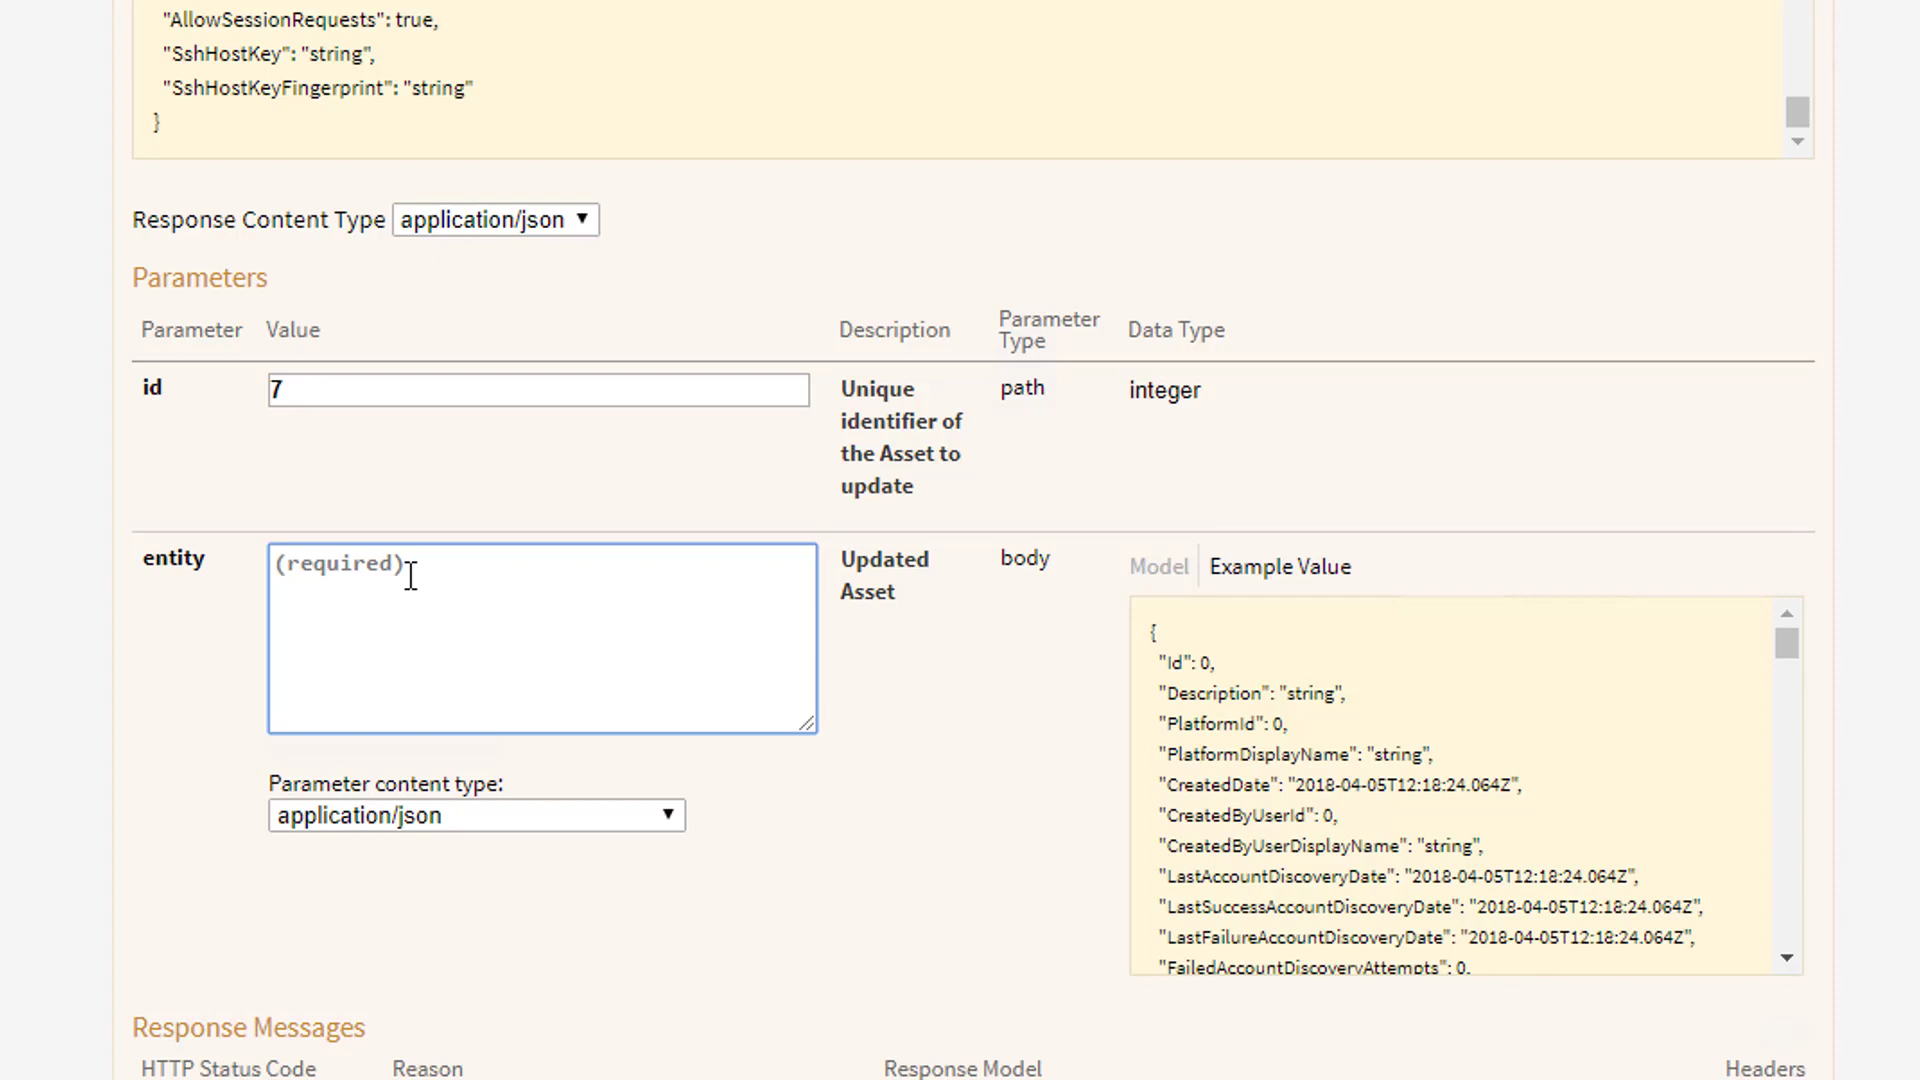 "AllowSessionRequests": true,
"SshHostKey": "string",
"SshHostKeyFingerprint": "string"
}
Response Content Type application/json
Parameters
Parameter Value Description Parameter Type Data Type
id 7 Unique identifier of the Asset to update path integer
entity (required) Updated Asset body Model Example Value
{
"Id": 0,
"Description": "string",
"PlatformId": 0,
"PlatformDisplayName": "string",
"CreatedDate": "2018-04-05T12:18:24.064Z",
"CreatedByUserId": 0,
"CreatedByUserDisplayName": "string",
"LastAccountDiscoveryDate": "2018-04-05T12:18:24.064Z",
"LastSuccessAccountDiscoveryDate": "2018-04-05T12:18:24.064Z",
"LastFailureAccountDiscoveryDate": "2018-04-05T12:18:24.064Z",
"FailedAccountDiscoveryAttempts": 0,
Parameter content type:
application/json
Response Messages
HTTP Status Code Reason Response Model Headers